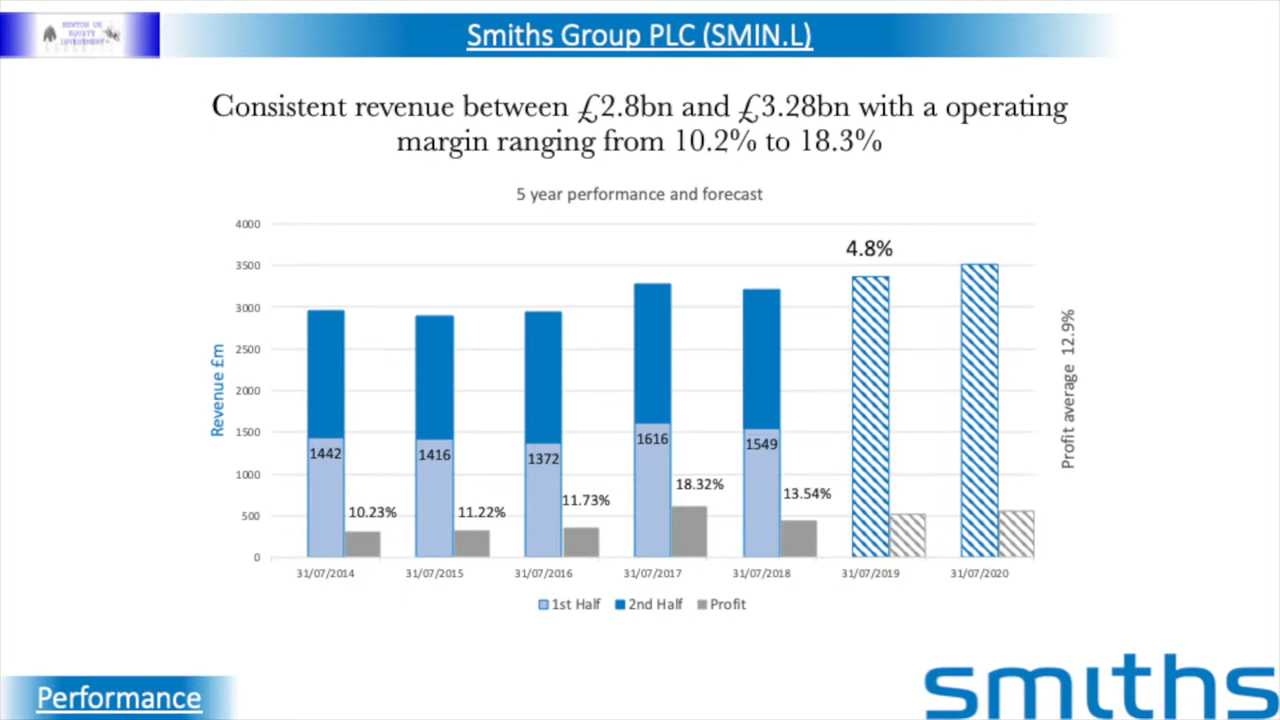 RENTON UK
EQUITY
INVESTMENT
Smiths Group PLC (SMIN.L)
Consistent revenue between £2.8bn and £3.28bn with a operating
margin ranging from 10.2% to 18.3%
5 year performance and forecast
4000
3500
3000
2500
2000
1500
1000
500
0
Revenue £m
4.8%
1442
1416
1372
1616
1549
10.23%
11.22%
11.73%
18.32%
13.54%
Profit average 12.9%
31/07/2014
31/07/2015
31/07/2016
31/07/2017
31/07/2018
31/07/2019
31/07/2020
1st Half
2nd Half
Profit
Performance
smiths